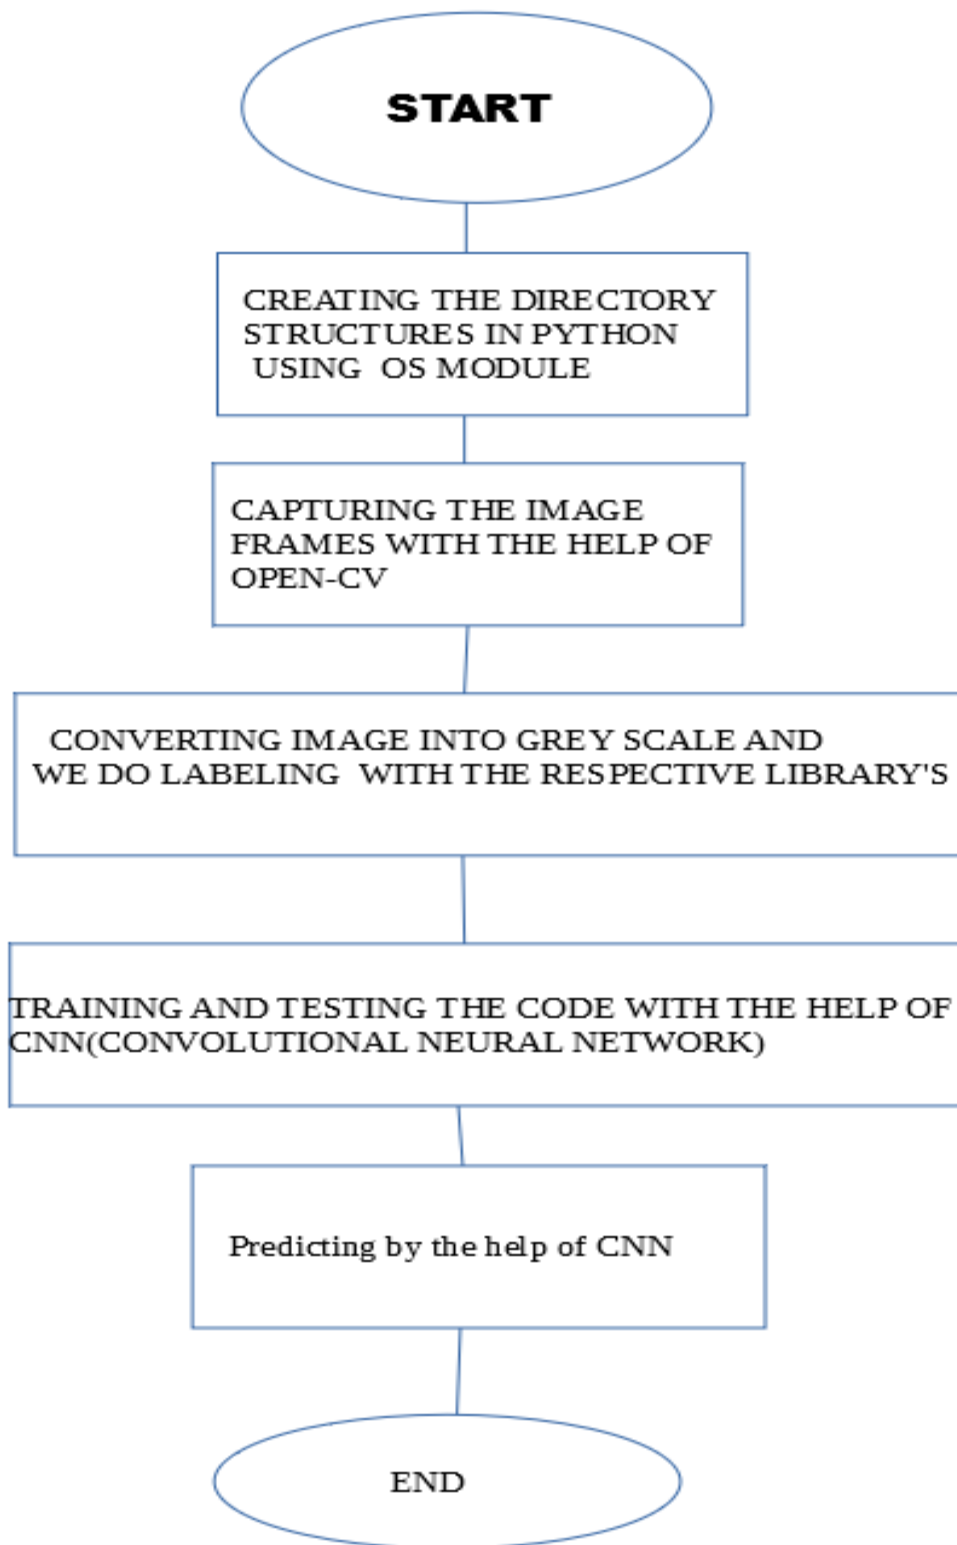 START
CREATING THE DIRECTORY
STRUCTURES IN PYTHON
USING OS MODULE
CAPTURING THE IMAGE
FRAMES WITH THE HELP OF
OPEN-CV
CONVERTING IMAGE INTO GREY SCALE AND
WE DO LABELING WITH THE RESPECTIVE LIBRARY'S
TRAINING AND TESTING THE CODE WITH THE HELP OF
CNN(CONVOLUTIONAL NEURAL NETWORK)
Predicting by the help of CNN
END